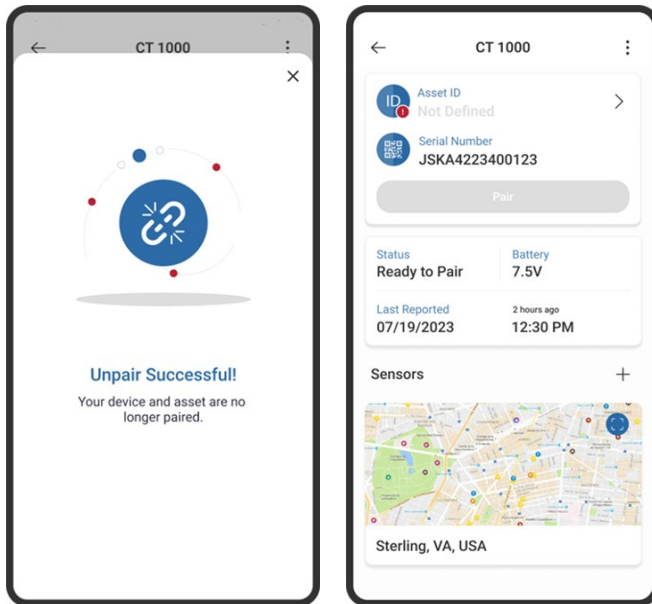 CT 1000
Unpair Successful!
Your device and asset are no
longer paired.
CT 1000
ID
Asset ID
Not Defined
Serial Number
JSKA4223400123
Pair
Status
Ready to Pair
Battery
7.5V
Last Reported
07/19/2023
2 hours ago
12:30 PM
Sensors
Sterling, VA, USA